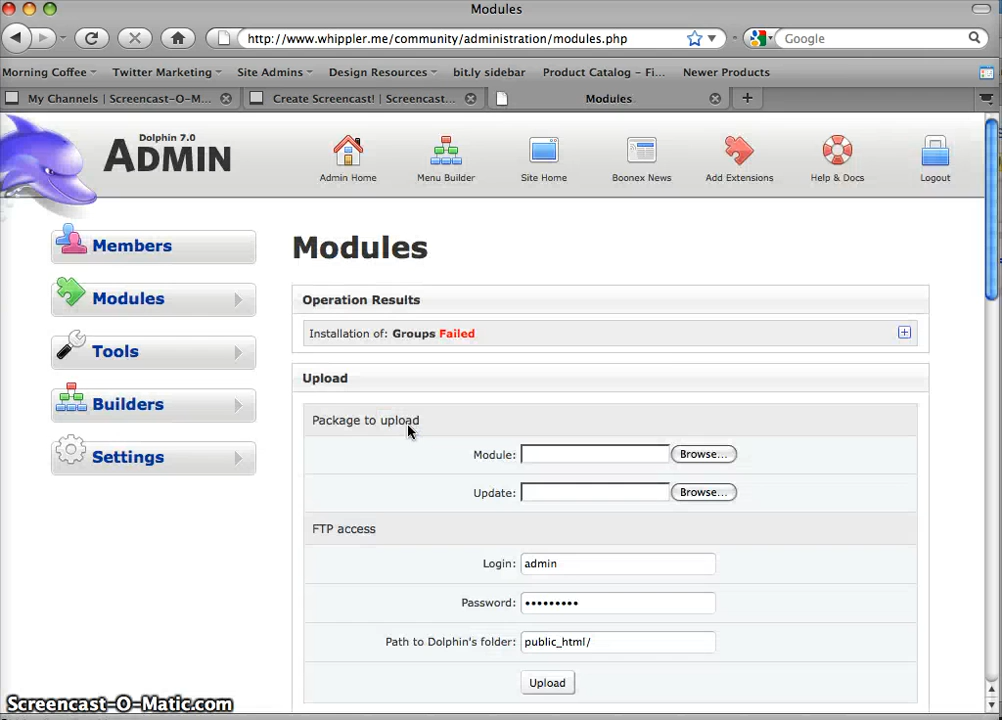 Modules
http://www.whippler.me/community/administration/modules.php
Google
Morning Coffee Twitter Marketing Site Admins Design Resources bit.ly sidebar Product Catalog – Fi... Newer Products
My Channels | Screencast-O-M... Create Screencast! | Screencast... Modules
Dolphin 7.0
ADMIN
Admin Home Menu Builder Site Home Boonex News Add Extensions Help & Docs Logout
Members
Modules
Tools
Builders
Settings
Modules
Operation Results
Installation of: Groups Failed
Upload
Package to upload
Module: Browse...
Update: Browse...
FTP access
Login: admin
Password: •••••••••
Path to Dolphin's folder: public_html/
Upload
Screencast-O-Matic.com